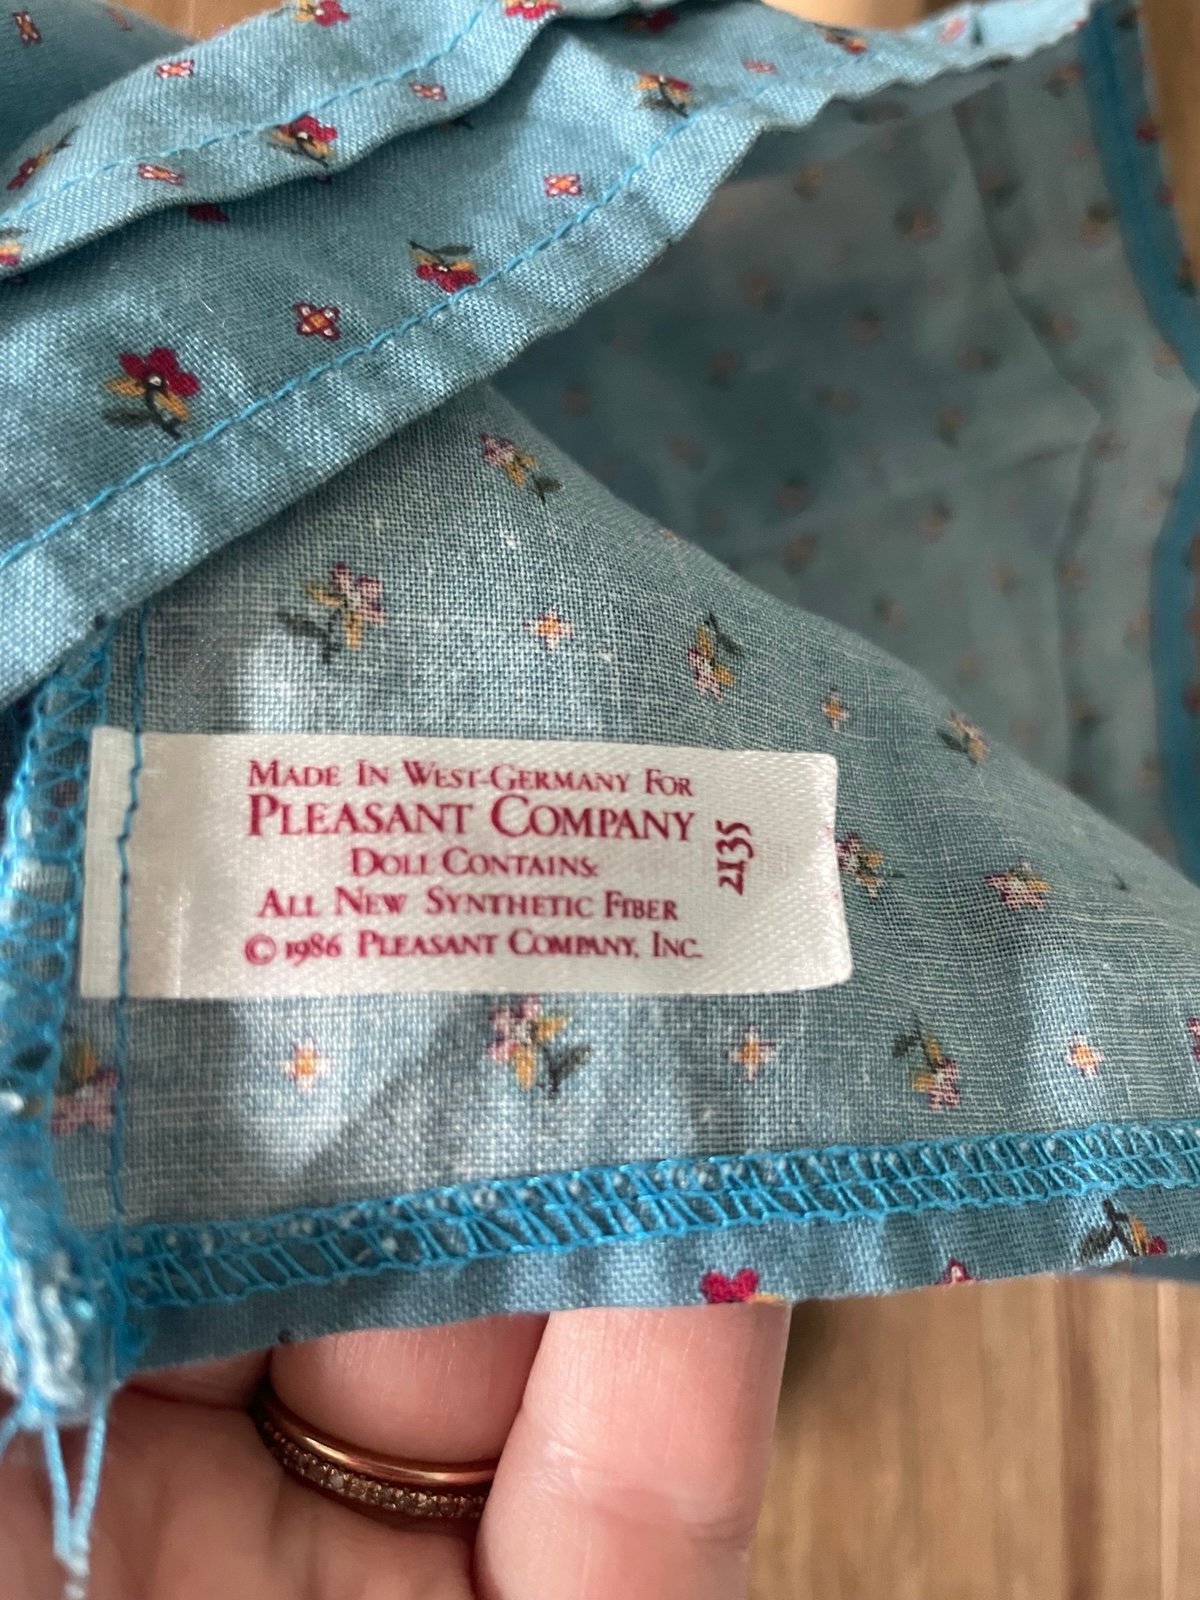 MADE IN WEST-GERMANY FOR
PLEASANT COMPANY
DOLL CONTAINS:
ALL NEW SYNTHETIC FIBER
© 1986 PLEASANT COMPANY, INC.
2135